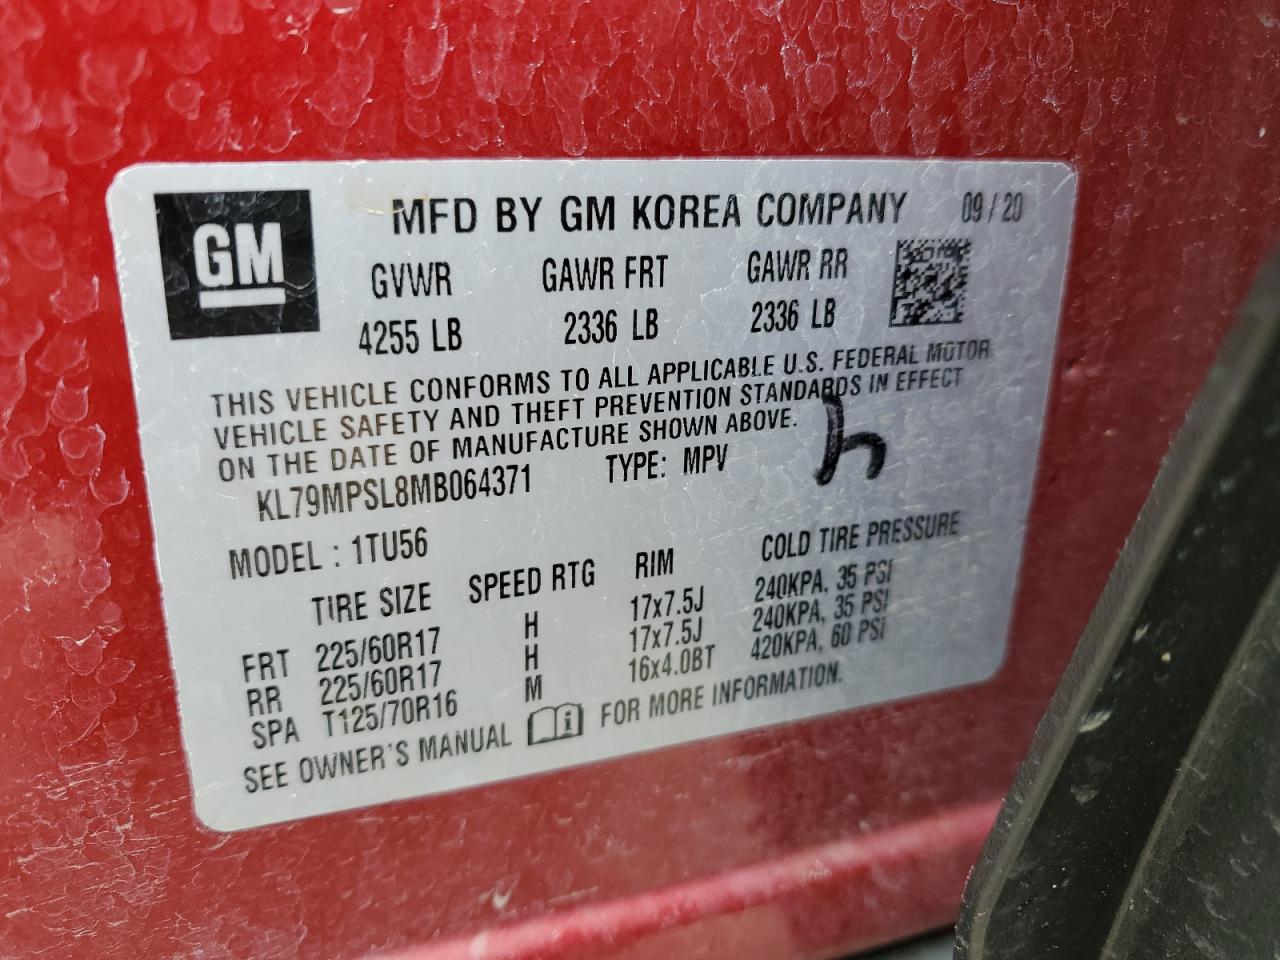 GM
MFD BY GM KOREA COMPANY 09/20
GVWR GAWR FRT GAWR RR
4255 LB 2336 LB 2336 LB
THIS VEHICLE CONFORMS TO ALL APPLICABLE U.S. FEDERAL MOTOR
VEHICLE SAFETY AND THEFT PREVENTION STANDARDS IN EFFECT
ON THE DATE OF MANUFACTURE SHOWN ABOVE.
KL79MPSL8MB064371 TYPE: MPV
MODEL : 1TU56
TIRE SIZE SPEED RTG RIM COLD TIRE PRESSURE
FRT 225/60R17 H 17x7.5J 240KPA, 35 PSI
RR 225/60R17 H 17x7.5J 240KPA, 35 PSI
SPA T125/70R16 M 16x4.0BT 420KPA, 60 PSI
SEE OWNER'S MANUAL i FOR MORE INFORMATION.